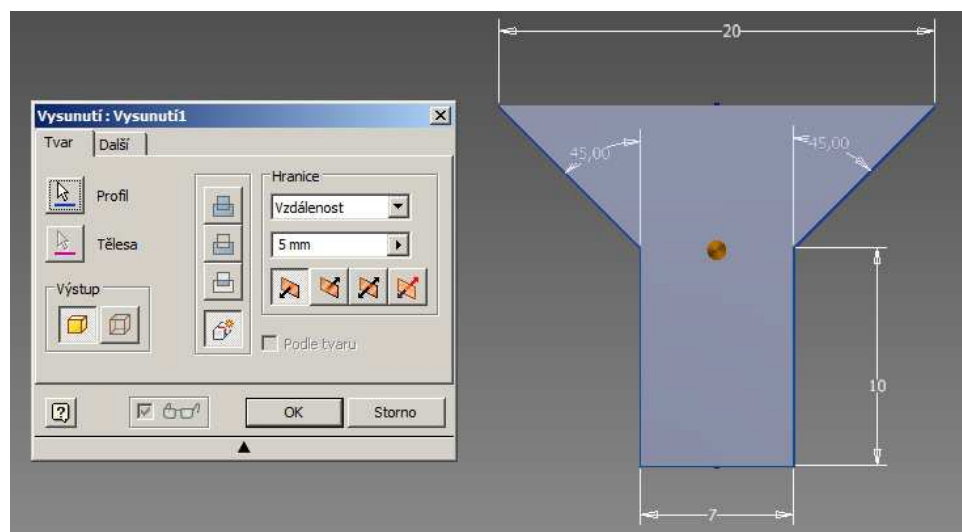 Vysunutí : Vysunutí1
Tvar
Další
Profil
Tělesa
Výstup
Hranice
Vzdálenost
5 mm
Podle tvaru
OK
Storno
20
45,00
45,00
10
7